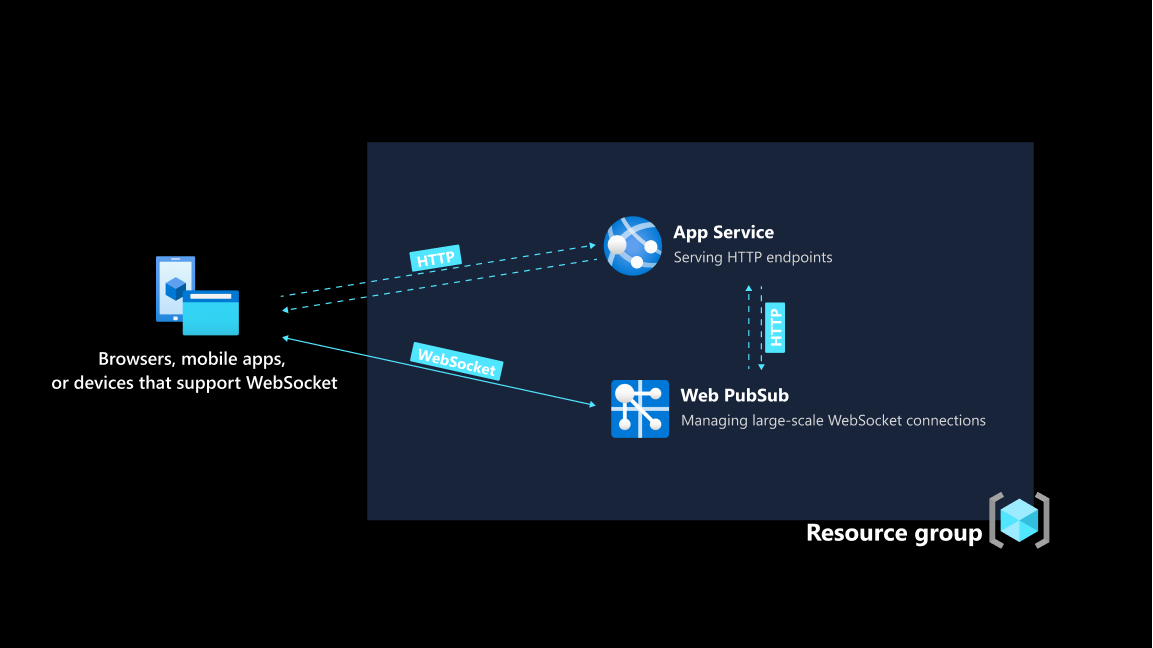 App Service
Serving HTTP endpoints
HTTP
HTTP
WebSocket
Browsers, mobile apps,
or devices that support WebSocket
Web PubSub
Managing large-scale WebSocket connections
Resource group